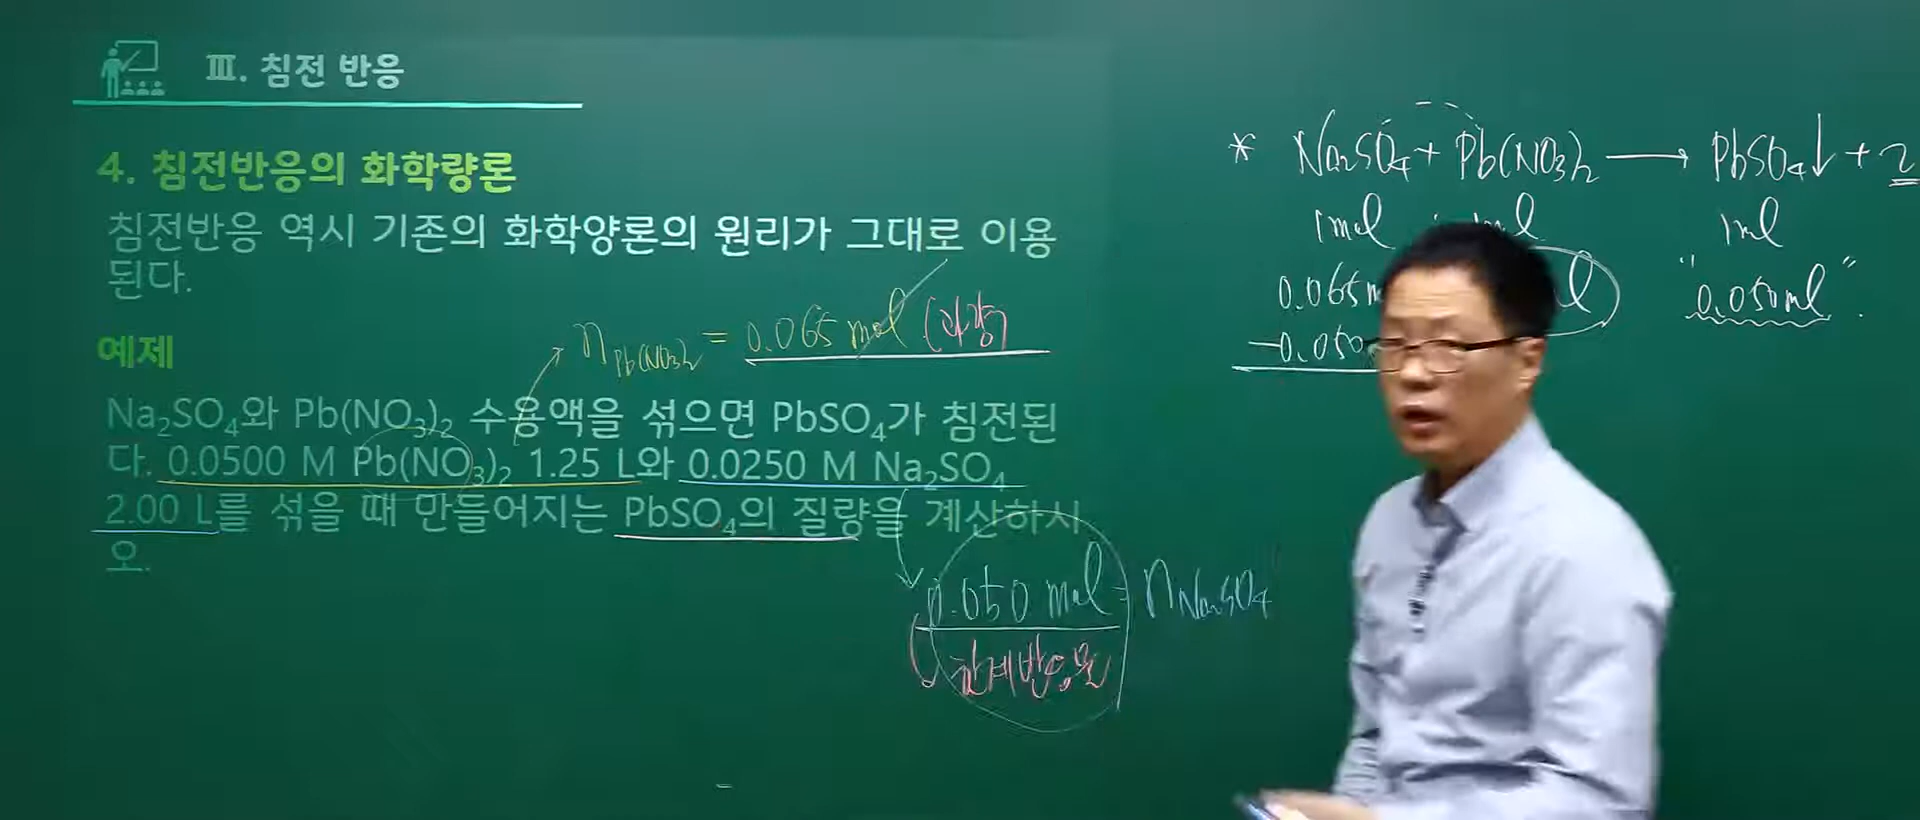 Ⅲ. 침전 반응
4. 침전반응의 화학량론
침전반응 역시 기존의 화학양론의 원리가 그대로 이용
된다.
예제
n Pb(NO₃)₂ = 0.065 mol (과량)
Na₂SO₄와 Pb(NO₃)₂ 수용액을 섞으면 PbSO₄가 침전된
다. 0.0500 M Pb(NO₃)₂ 1.25 L와 0.0250 M Na₂SO₄
2.00 L를 섞을 때 만들어지는 PbSO₄의 질량을 계산하시
오.
0.050 mol = n Na₂SO₄
한계반응물
* Na₂SO₄ + Pb(NO₃)₂ → PbSO₄↓ + 2
1mol 1ml
0.065m "0.050ml".
-0.050